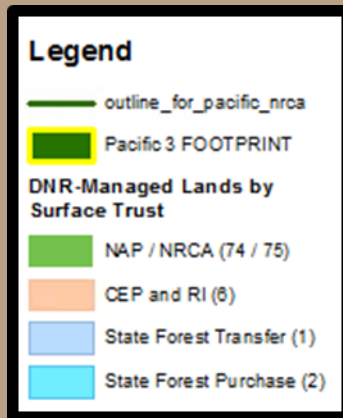 Legend
outline_for_pacific_nrca
Pacific 3 FOOTPRINT
DNR-Managed Lands by
Surface Trust
NAP / NRCA (74 / 75)
CEP and RI (6)
State Forest Transfer (1)
State Forest Purchase (2)